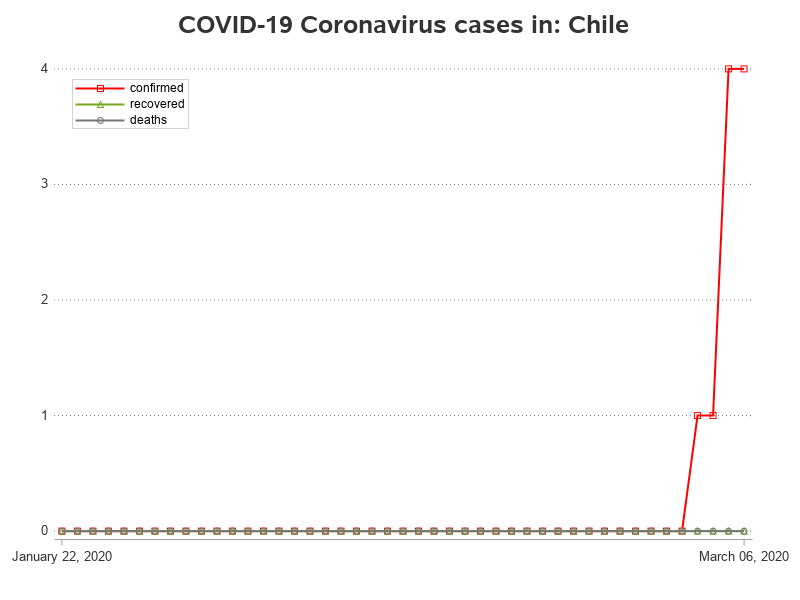 COVID-19 Coronavirus cases in: Chile
4
confirmed
recovered
deaths
3
2
1
0
January 22, 2020
March 06, 2020